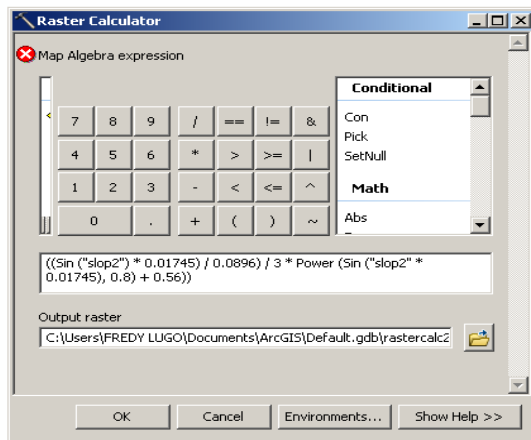 Raster Calculator
Map Algebra expression
7 8 9 / == != &
4 5 6 * > >= |
1 2 3 - < <= ^
0 . + ( ) ~
Conditional
Con
Pick
SetNull
Math
Abs
((Sin ("slop2") * 0.01745) / 0.0896) / 3 * Power (Sin ("slop2" *
0.01745), 0.8) + 0.56))
Output raster
C:\Users\FREDY LUGO\Documents\ArcGIS\Default.gdb\rastercalc2
OK Cancel Environments... Show Help >>